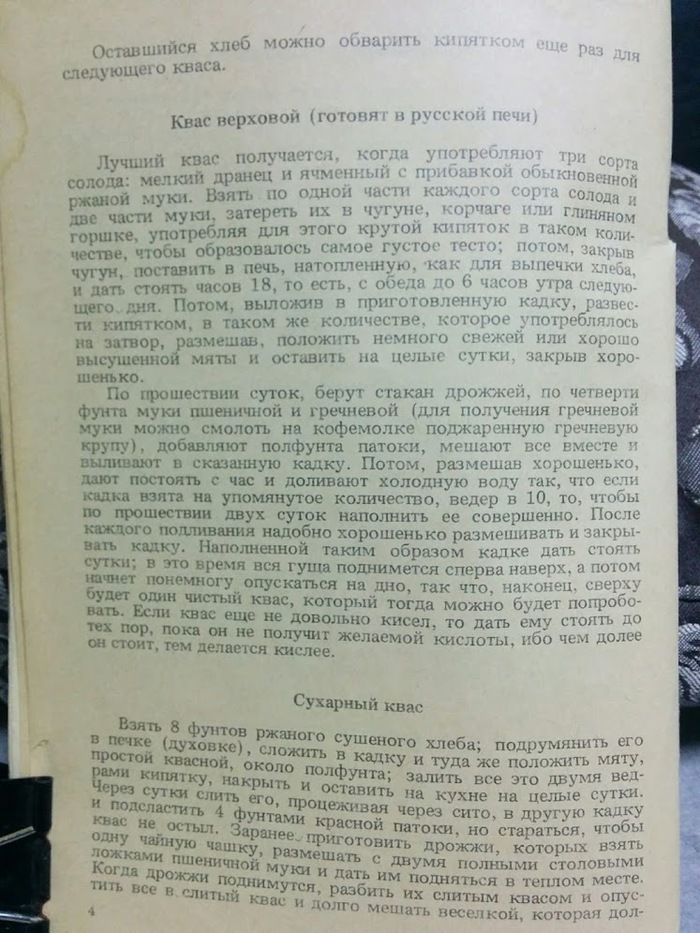 Оставшийся хлеб можно обварить кипятком еще раз для
следующего кваса.
Квас верховой (готовят в русской печи)
Лучший квас получается, когда употребляют три сорта
солода: мелкий дранец и ячменный с прибавкой обыкновенной
ржаной муки. Взять по одной части каждого сорта солода и
две части муки, затереть их в чугуне, корчаге или глиняном
горшке, употребляя для этого крутой кипяток в таком коли-
честве, чтобы образовалось самое густое тесто; потом, закрыв
чугун, поставить в печь, натопленную, как для выпечки хлеба,
и дать стоять часов 18, то есть, с обеда до 6 часов утра следую-
щего дня. Потом, выложив в приготовленную кадку, развес-
ти кипятком, в таком же количестве, которое употреблялось
на затвор, размешав, положить немного свежей или хорошо
высушенной мяты и оставить на целые сутки, закрыв хоро-
шенько.
По прошествии суток, берут стакан дрожжей, по четверти
фунта муки пшеничной и гречневой (для получения гречневой
муки можно смолоть на кофемолке поджаренную гречневую
крупу), добавляют полфунта патоки, мешают все вместе и
выливают в сказанную кадку. Потом, размешав хорошенько,
дают постоять с час и доливают холодную воду так, что если
кадка взята на упомянутое количество, ведер в 10, то, чтобы
по прошествии двух суток наполнить ее совершенно. После
каждого подливания надобно хорошенько размешивать и закры-
вать кадку. Наполненной таким образом кадке дать стоять
сутки; в это время вся гуща поднимется сперва наверх, а потом
начнет понемногу опускаться на дно, так что, наконец, сверху
будет один чистый квас, который тогда можно будет попробо-
вать. Если квас еще не довольно кисел, то дать ему стоять до
тех пор, пока он не получит желаемой кислоты, ибо чем долее
он стоит, тем делается кислее.
Сухарный квас
Взять 8 фунтов ржаного сушеного хлеба; подрумянить его
в печке (духовке), сложить в кадку и туда же положить мяту,
простой квасной, около полфунта; залить все это двумя вед-
рами кипятку, накрыть и оставить на кухне на целые сутки.
Через сутки слить его, процеживая через сито, в другую кадку
и подсластить 4 фунтами красной патоки, но стараться, чтобы
квас не остыл. Заранее приготовить дрожжи, которых взять
одну чайную чашку, размешать с двумя полными столовыми
ложками пшеничной муки и дать им подняться в теплом месте.
Когда дрожжи поднимутся, разбить их слитым квасом и опус-
тить все в слитый квас и долго мешать веселкой, которая дол-
4